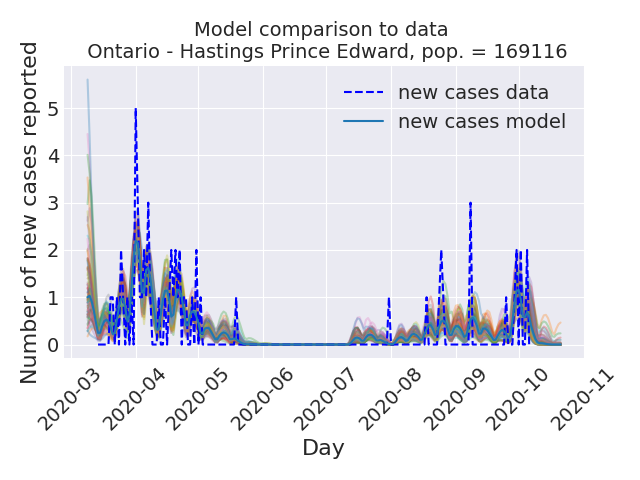 Model comparison to data
Ontario - Hastings Prince Edward, pop. = 169116
Number of new cases reported
5
4
3
2
1
0
new cases data
new cases model
2020-03
2020-04
2020-05
2020-06
2020-07
2020-08
2020-09
2020-10
2020-11
Day